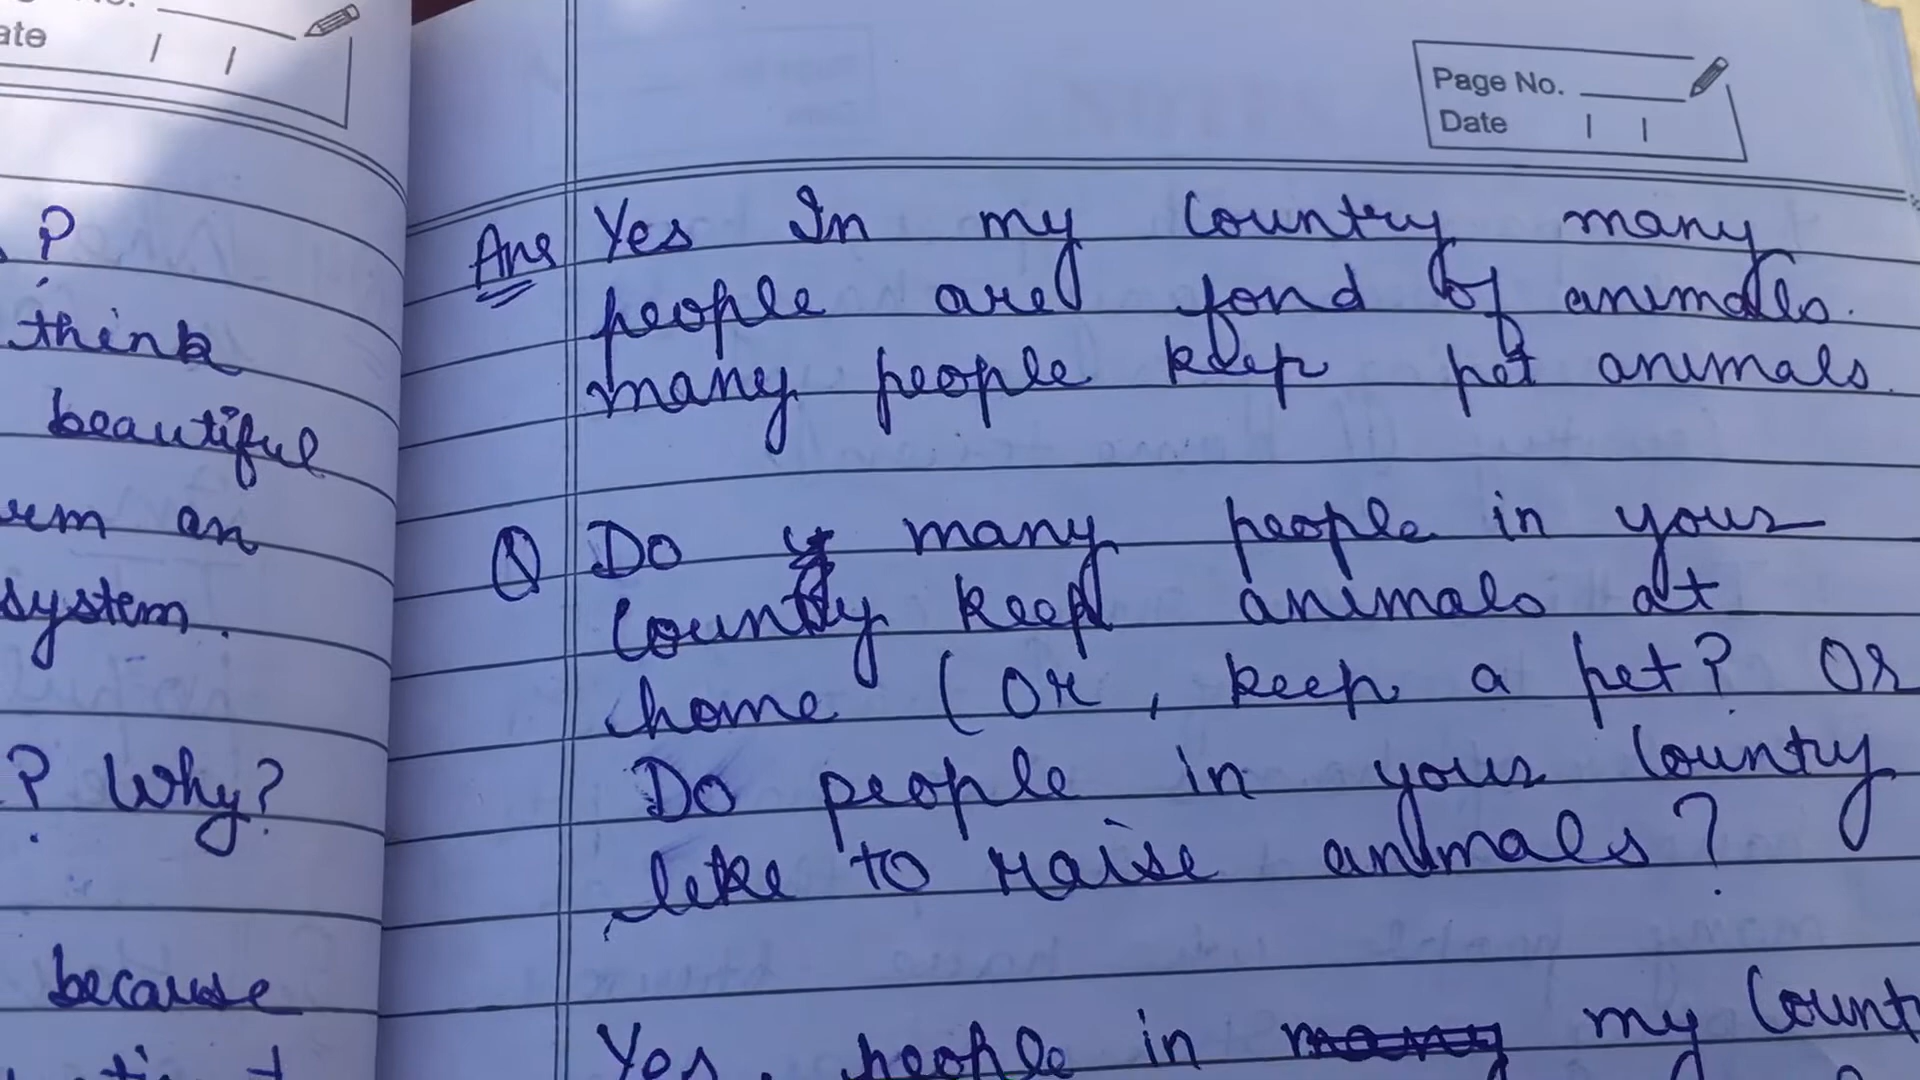 ate / /
?
think
beautiful
an
system.
? Why?
because
Page No.
Date / /
Ans Yes In my Country many
people are fond of animals.
many people keep pet animals.
Q Do many people in your
Country keep animals at
home (Or, keep a pet? Or
Do people in your Country
like to raise animals?
Yes, people in my Count